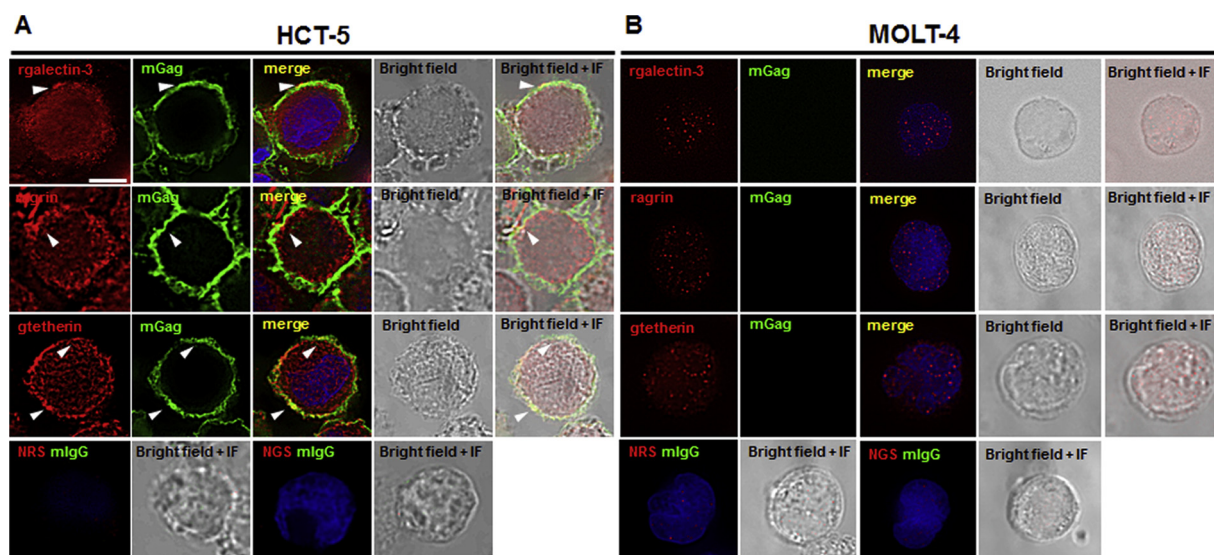 A
HCT-5
rgalectin-3 mGag merge Bright field Bright field + IF
ragrin mGag merge Bright field Bright field + IF
gtetherin mGag merge Bright field Bright field + IF
NRS mIgG Bright field + IF NGS mIgG Bright field + IF
B
MOLT-4
rgalectin-3 mGag merge Bright field Bright field + IF
ragrin mGag merge Bright field Bright field + IF
gtetherin mGag merge Bright field Bright field + IF
NRS mIgG Bright field + IF NGS mIgG Bright field + IF